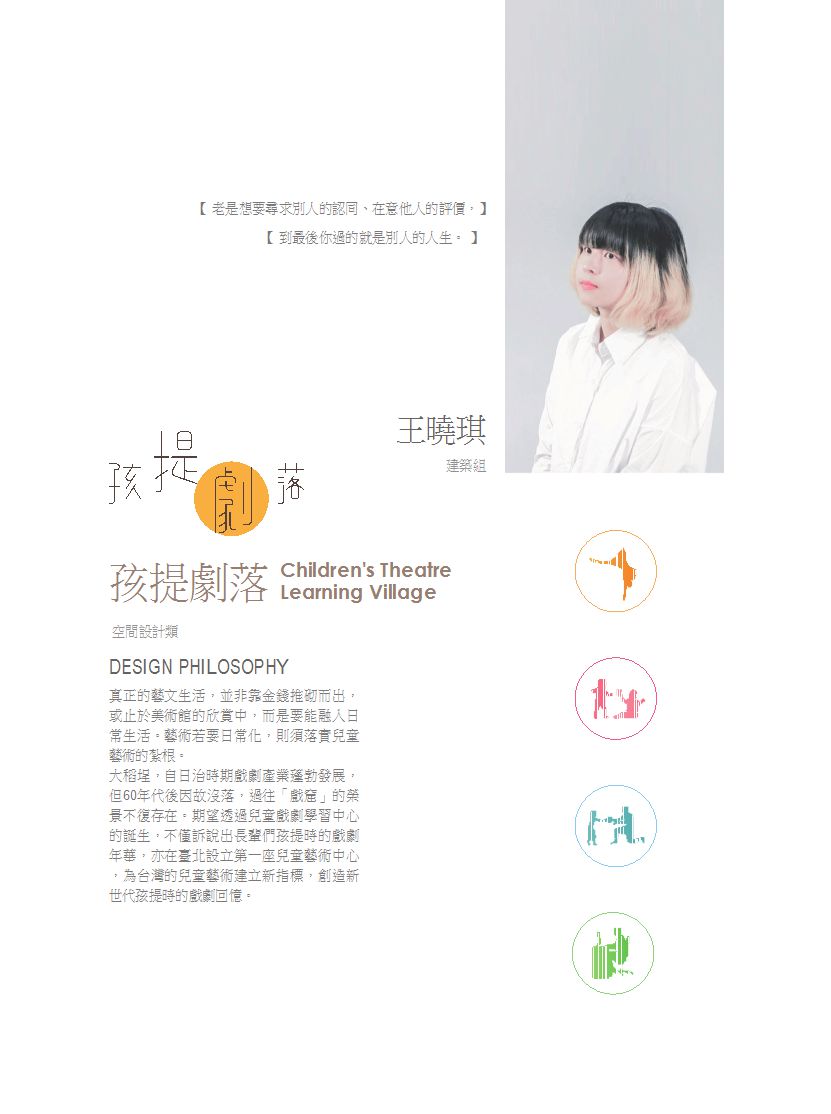 【 老是想要尋求別人的認同、在意他人的評價，】
【 到最後你過的就是別人的人生。 】
王曉琪
建築組
孩提劇落
孩提劇落
Children's Theatre
Learning Village
空間設計類
DESIGN PHILOSOPHY
真正的藝文生活，並非靠金錢推砌而出，
或止於美術館的欣賞中，而是要能融入日
常生活。藝術若要日常化，則須落實兒童
藝術的紮根。
大稻埕，自日治時期戲劇產業蓬勃發展，
但60年代後因故沒落，過往「戲窟」的榮
景不復存在。期望透過兒童戲劇學習中心
的誕生，不僅訴說出長輩們孩提時的戲劇
年華，亦在臺北設立第一座兒童藝術中心
，為台灣的兒童藝術建立新指標，創造新
世代孩提時的戲劇回憶。